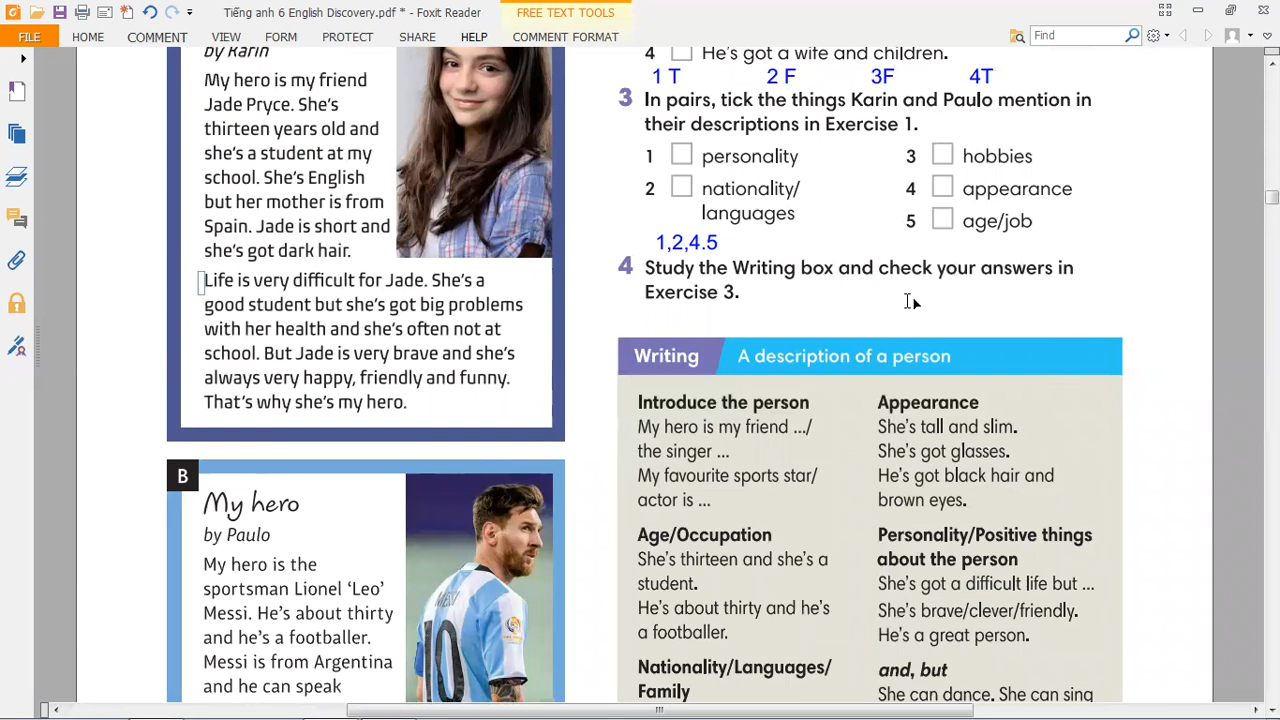 Tiếng anh 6 English Discovery.pdf * - Foxit Reader
FREE TEXT TOOLS
FILE HOME COMMENT VIEW FORM PROTECT SHARE HELP COMMENT FORMAT
Find
by Karin
My hero is my friend
Jade Pryce. She's
thirteen years old and
she's a student at my
school. She's English
but her mother is from
Spain. Jade is short and
she's got dark hair.
Life is very difficult for Jade. She's a
good student but she's got big problems
with her health and she's often not at
school. But Jade is very brave and she's
always very happy, friendly and funny.
That's why she's my hero.
B
My hero
by Paulo
My hero is the
sportsman Lionel ‘Leo’
Messi. He's about thirty
and he's a footballer.
Messi is from Argentina
and he can speak
MESSI
10
4 He's got a wife and children.
1 T 2 F 3F 4T
3 In pairs, tick the things Karin and Paulo mention in
their descriptions in Exercise 1.
1 personality
2 nationality/
languages
3 hobbies
4 appearance
5 age/job
1,2,4.5
4 Study the Writing box and check your answers in
Exercise 3.
Writing A description of a person
Introduce the person
My hero is my friend .../
the singer ...
My favourite sports star/
actor is ...
Age/Occupation
She's thirteen and she's a
student.
He's about thirty and he's
a footballer.
Nationality/Languages/
Family
Appearance
She's tall and slim.
She's got glasses.
He's got black hair and
brown eyes.
Personality/Positive things
about the person
She's got a difficult life but ...
She's brave/clever/friendly.
He's a great person.
and, but
She can dance. She can sing